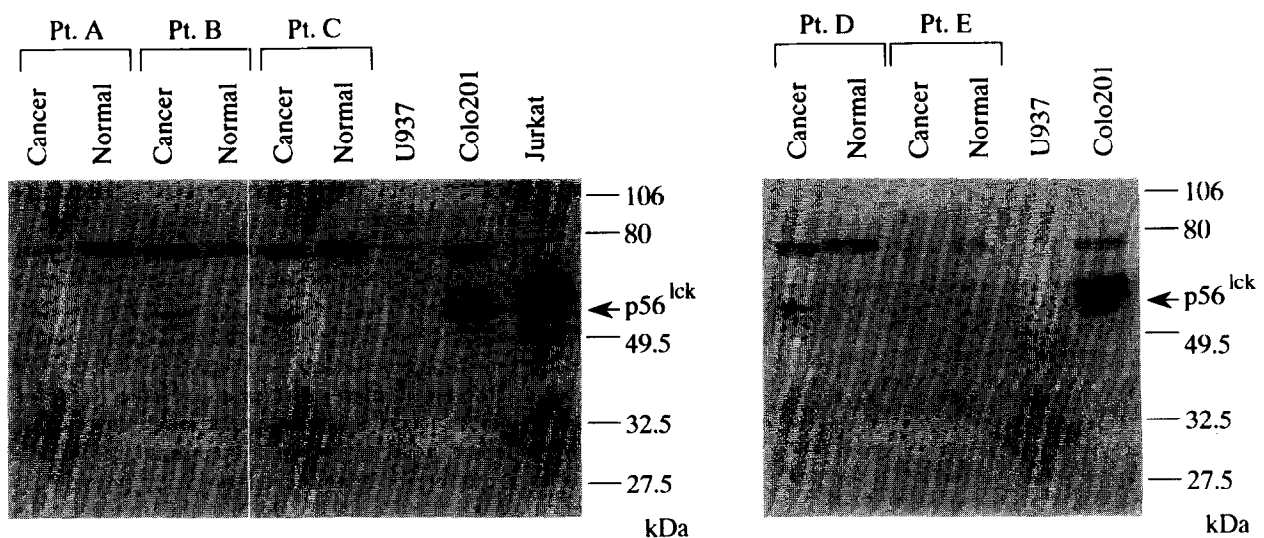 Pt. A Pt. B Pt. C
Cancer Normal Cancer Normal Cancer Normal U937 Colo201 Jurkat
106
80
p56lck
49.5
32.5
27.5
kDa
Pt. D Pt. E
Cancer Normal Cancer Normal U937 Colo201
106
80
p56lck
49.5
32.5
27.5
kDa